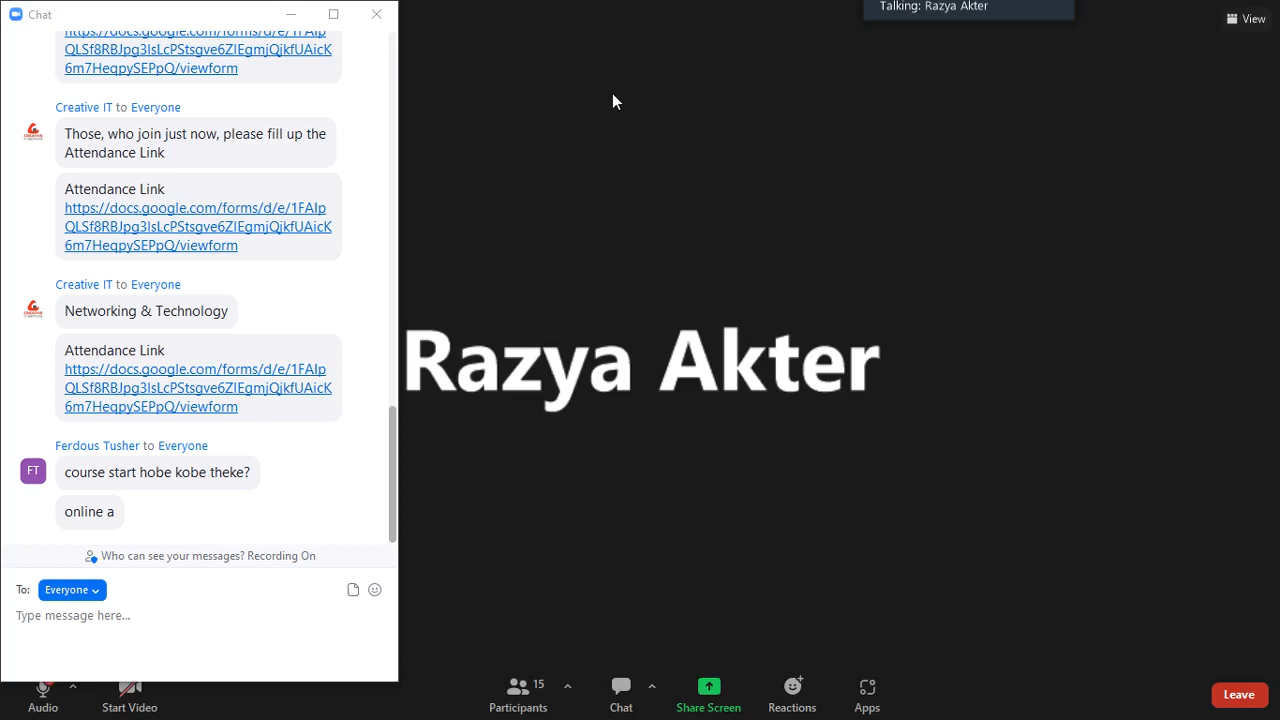 Chat
Talking: Razya Akter
View
https://docs.google.com/forms/d/e/1FAIp
QLSf8RBJpg3IsLcPStsgve6ZlEgmjQjkfUAicK
6m7HeqpySEPpQ/viewform
Creative IT to Everyone
Those, who join just now, please fill up the
Attendance Link
Attendance Link
https://docs.google.com/forms/d/e/1FAIp
QLSf8RBJpg3IsLcPStsgve6ZlEgmjQjkfUAicK
6m7HeqpySEPpQ/viewform
Creative IT to Everyone
Networking & Technology
Attendance Link
https://docs.google.com/forms/d/e/1FAIp
QLSf8RBJpg3IsLcPStsgve6ZlEgmjQjkfUAicK
6m7HeqpySEPpQ/viewform
Ferdous Tusher to Everyone
FT
course start hobe kobe theke?
online a
Who can see your messages? Recording On
To: Everyone
Type message here...
Razya Akter
Audio
Start Video
15
Participants
Chat
Share Screen
Reactions
Apps
Leave